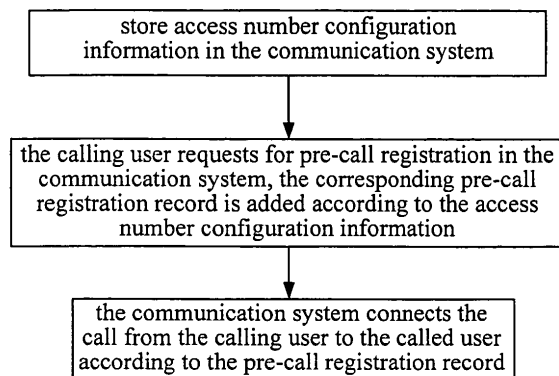 store access number configuration
information in the communication system
the calling user requests for pre-call registration in the
communication system, the corresponding pre-call
registration record is added according to the access
number configuration information
the communication system connects the
call from the calling user to the called user
according to the pre-call registration record